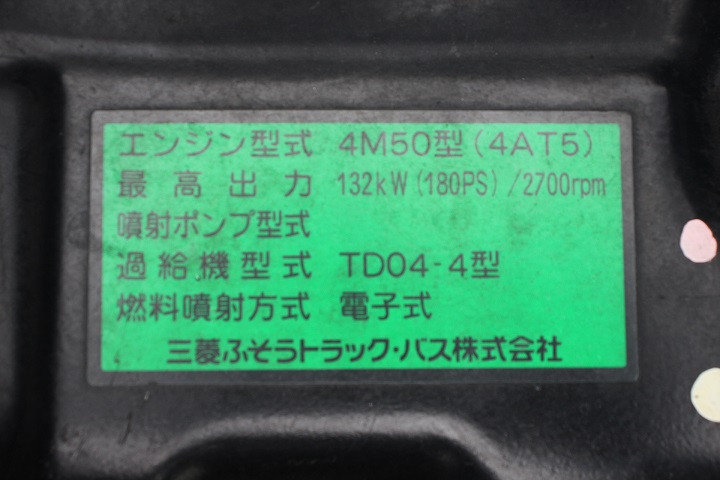 エンジン型式 4M50型(4AT5)
最高出力 132kW(180PS)/2700rpm
噴射ポンプ型式
過給機型式 TD04-4型
燃料噴射方式 電子式
三菱ふそうトラック・バス株式会社